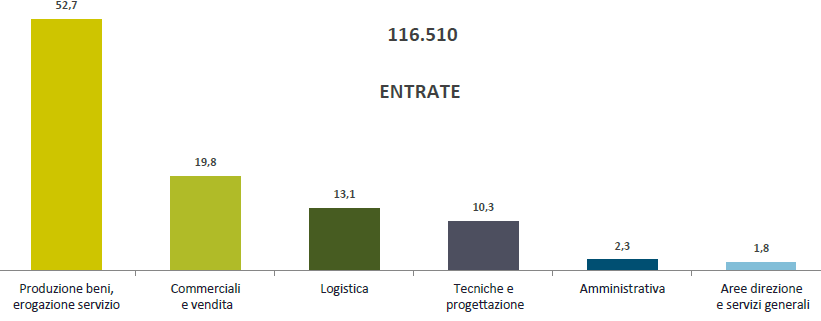 52,7
116.510
ENTRATE
19,8
13,1
10,3
2,3
1,8
Produzione beni,
erogazione servizio
Commerciali
e vendita
Logistica
Tecniche e
progettazione
Amministrativa
Aree direzione
e servizi generali